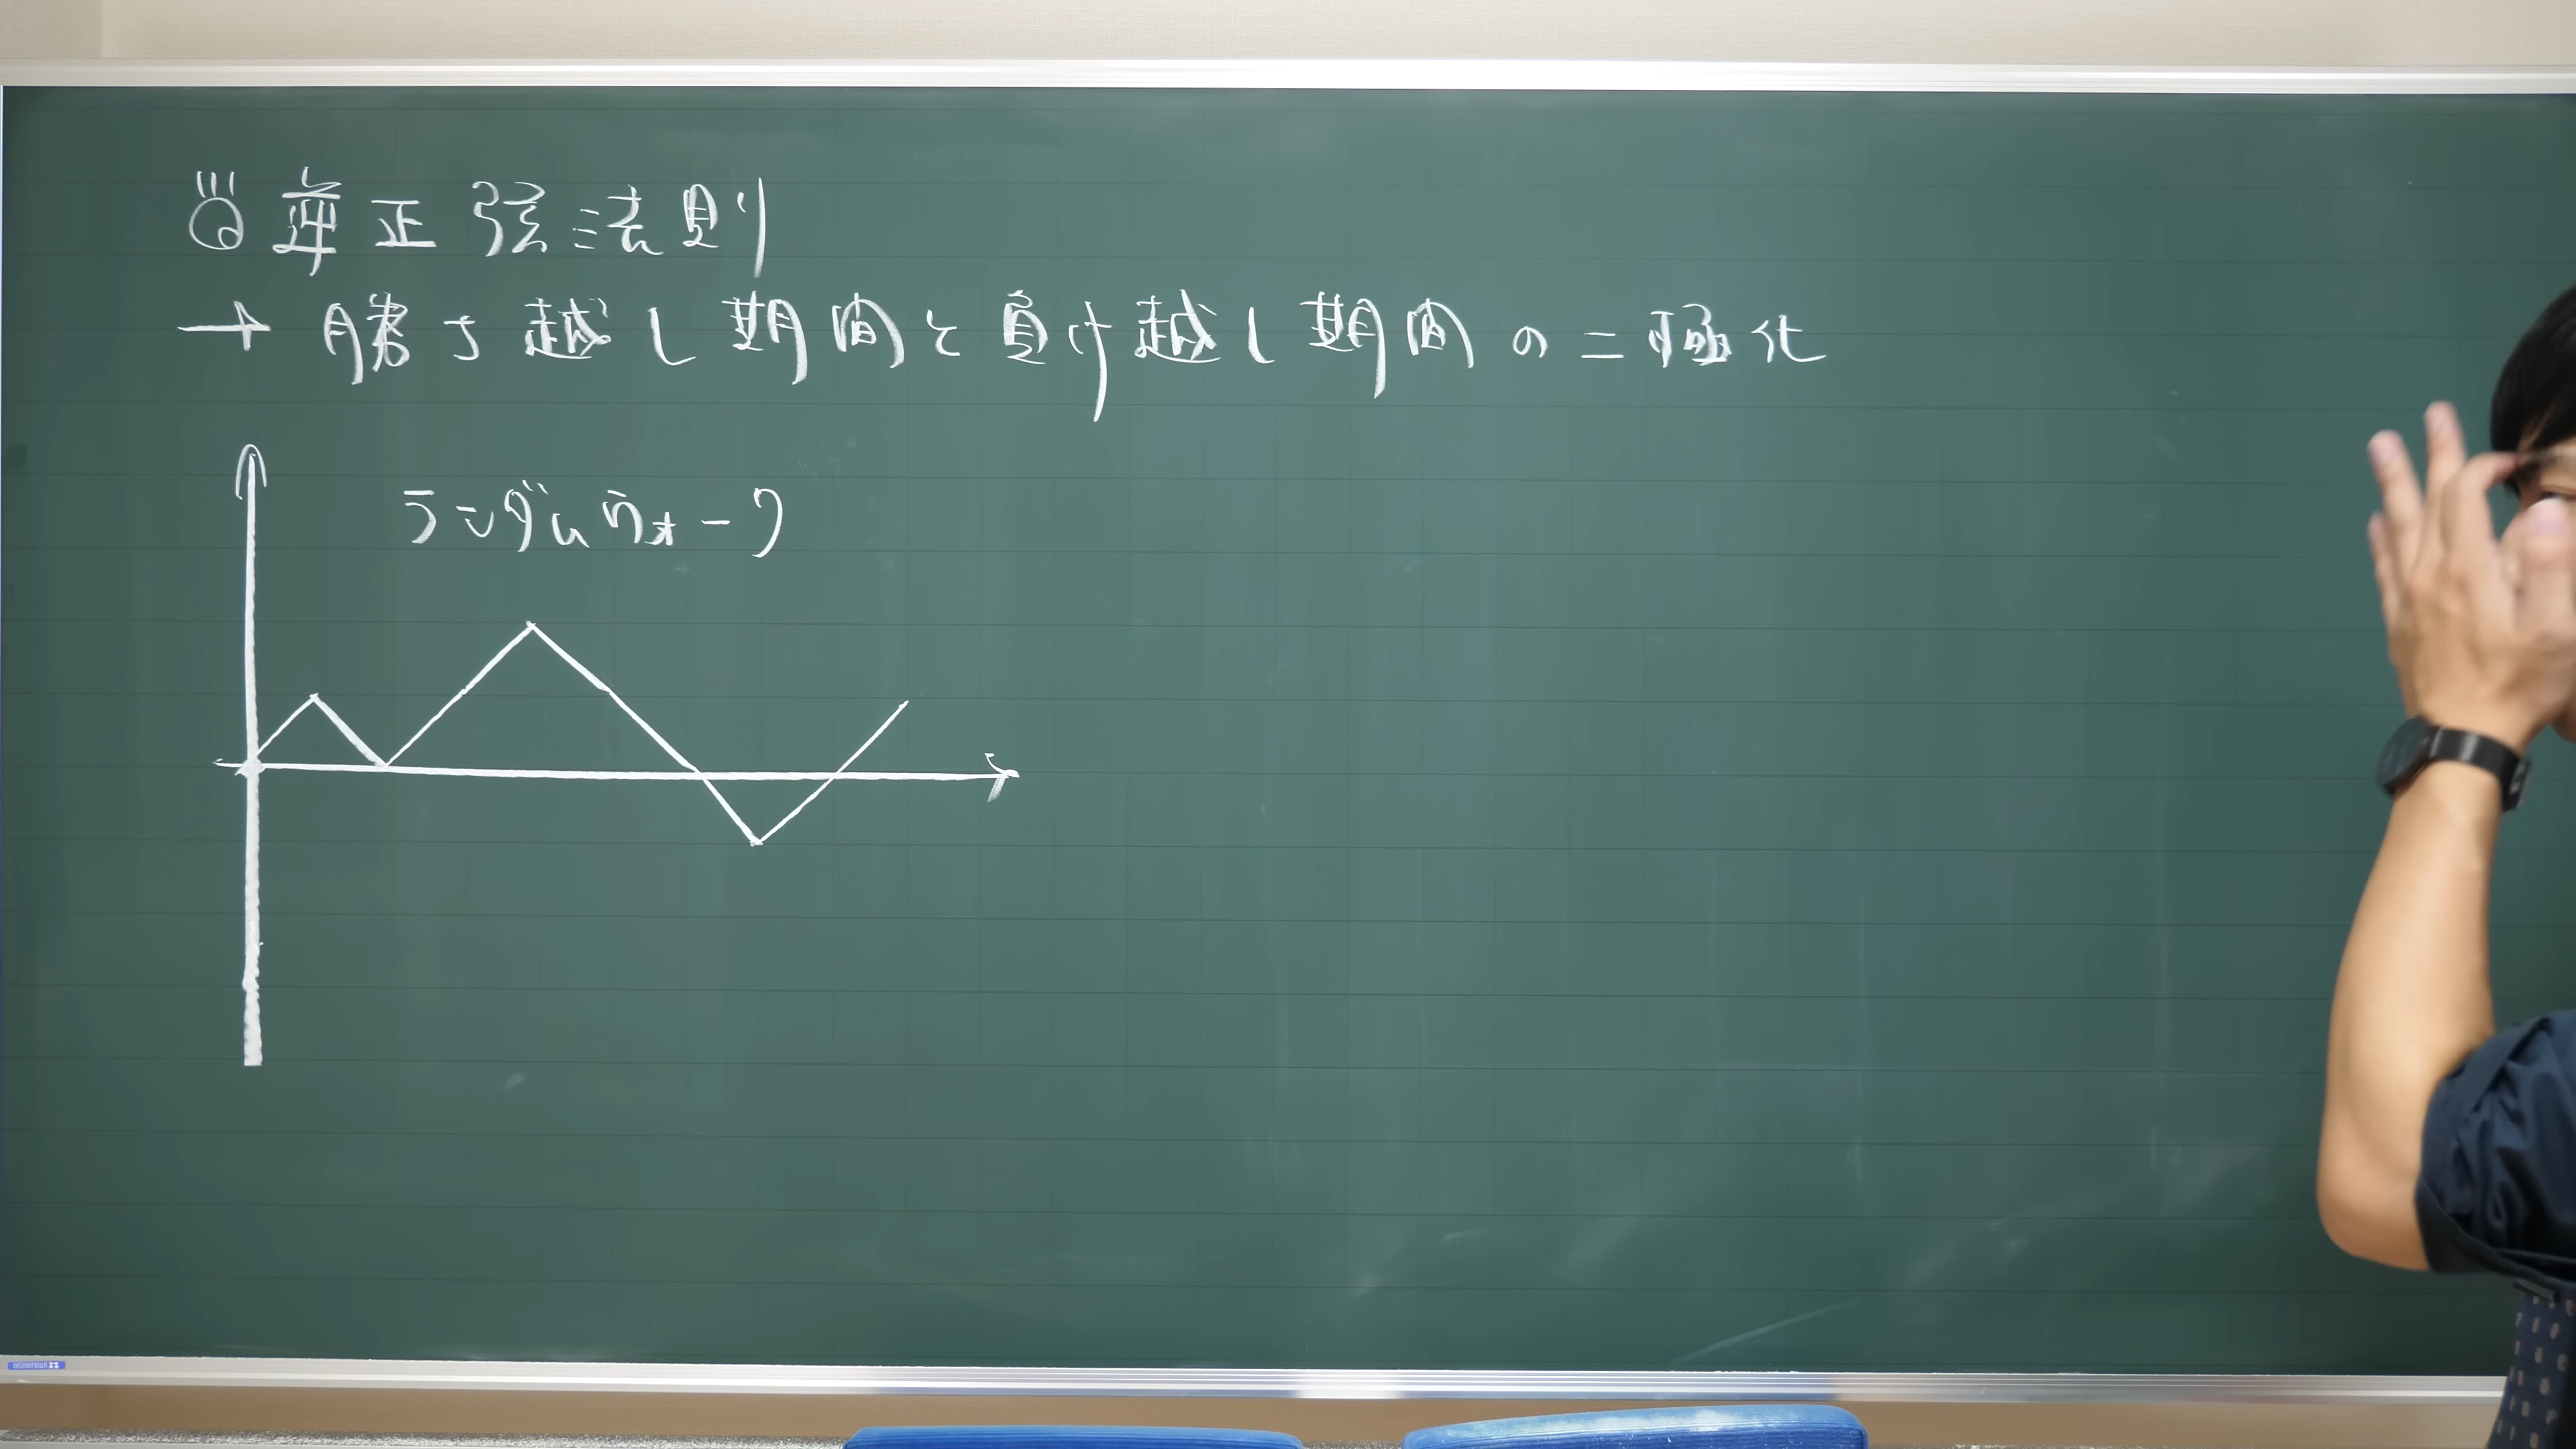 逆正弦法則
→ 勝ち越し期間と負け越し期間の二極化
ランダムウォーク